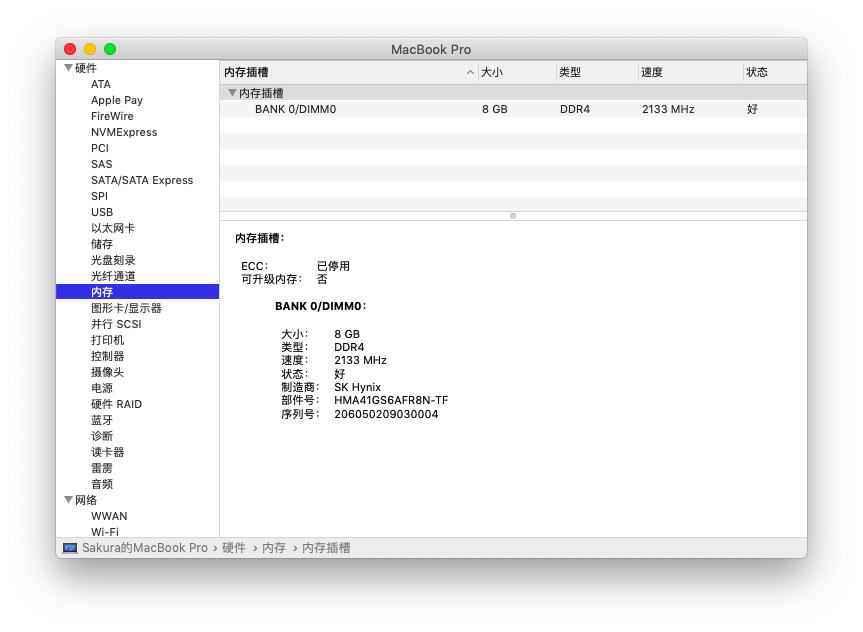 MacBook Pro
硬件
ATA
Apple Pay
FireWire
NVMExpress
PCI
SAS
SATA/SATA Express
SPI
USB
以太网卡
储存
光盘刻录
光纤通道
内存
图形卡/显示器
并行 SCSI
打印机
控制器
摄像头
电源
硬件 RAID
蓝牙
诊断
读卡器
雷雳
音频
网络
WWAN
Wi-Fi
内存插槽 大小 类型 速度 状态
内存插槽
BANK 0/DIMM0 8 GB DDR4 2133 MHz 好
内存插槽：
ECC： 已停用
可升级内存： 否
BANK 0/DIMM0：
大小： 8 GB
类型： DDR4
速度： 2133 MHz
状态： 好
制造商： SK Hynix
部件号： HMA41GS6AFR8N-TF
序列号： 206050209030004
Sakura的MacBook Pro › 硬件 › 内存 › 内存插槽